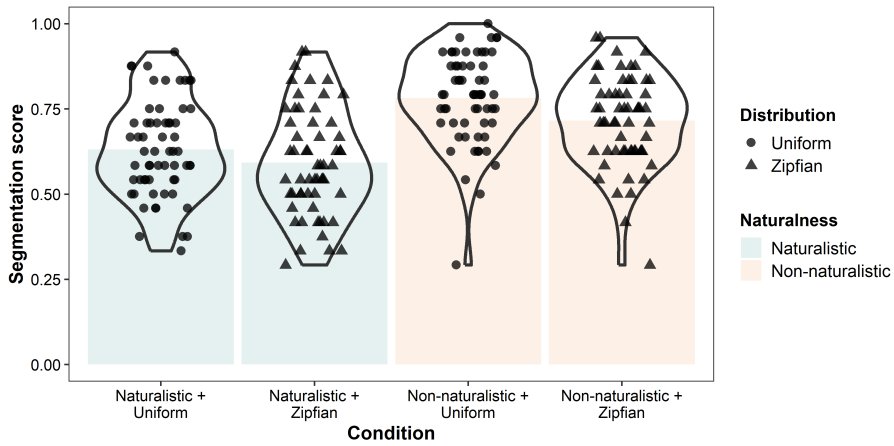 1.00
0.75
0.50
0.25
0.00
Segmentation score
Naturalistic +
Uniform
Naturalistic +
Zipfian
Non-naturalistic +
Uniform
Non-naturalistic +
Zipfian
Condition
Distribution
Uniform
Zipfian
Naturalness
Naturalistic
Non-naturalistic